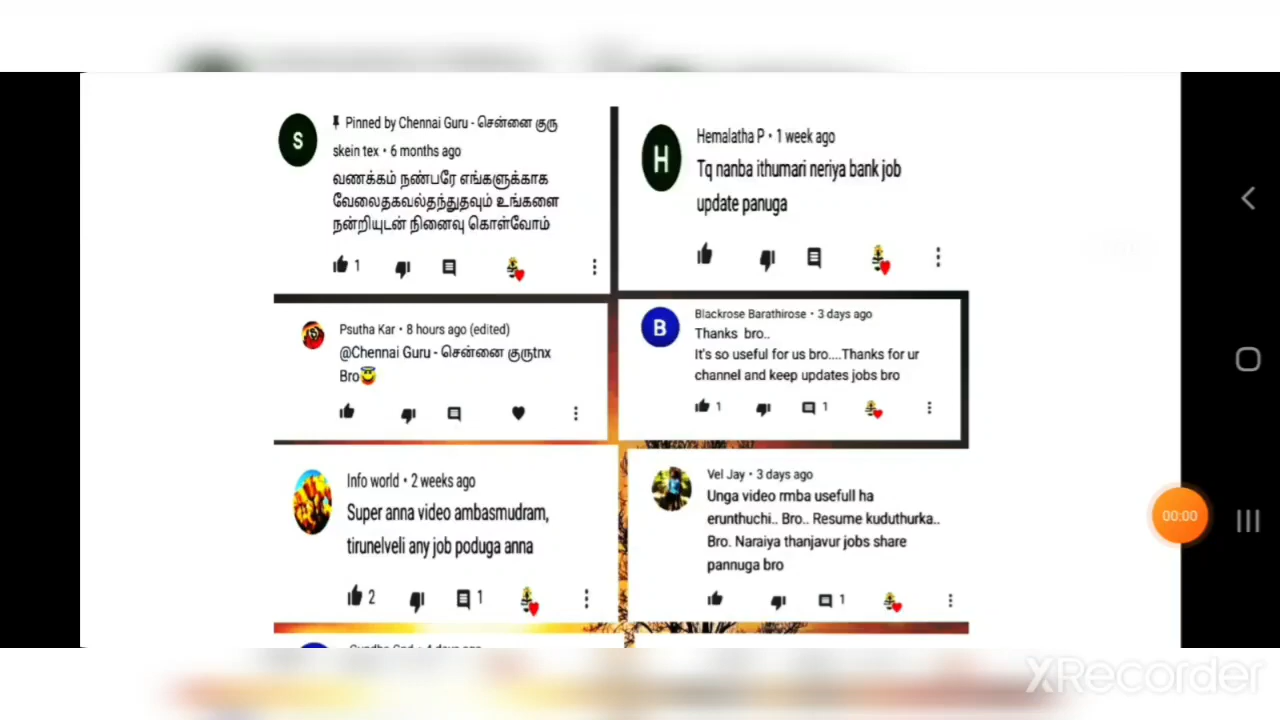 S
Pinned by Chennai Guru - சென்னை குரு
skein tex • 6 months ago
வணக்கம் நண்பரே எங்களுக்காக
வேலைதகவல்தந்துதவும் உங்களை
நன்றியுடன் நினைவு கொள்வோம்
1
H
Hemalatha P • 1 week ago
Tq nanba ithumari neriya bank job
update panuga
Psutha Kar • 8 hours ago (edited)
@Chennai Guru - சென்னை குருtnx
Bro
B
Blackrose Barathirose • 3 days ago
Thanks bro..
It's so useful for us bro....Thanks for ur
channel and keep updates jobs bro
1 1
Info world • 2 weeks ago
Super anna video ambasmudram,
tirunelveli any job poduga anna
2 1
Vel Jay • 3 days ago
Unga video rmba usefull ha
erunthuchi.. Bro.. Resume kuduthurka..
Bro. Naraiya thanjavur jobs share
pannuga bro
1
00:00
XRecorder